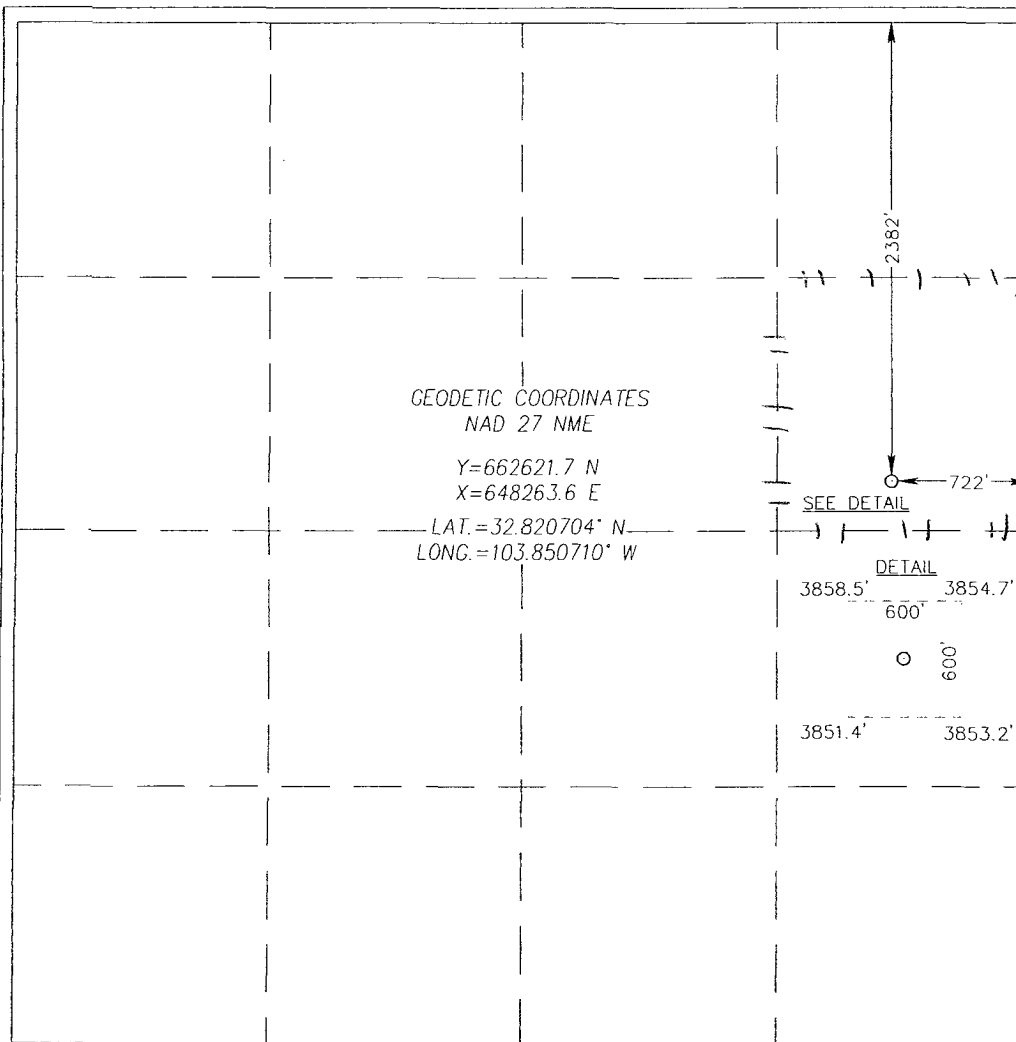 2382'
GEODETIC COORDINATES
NAD 27 NME
Y=662621.7 N
X=648263.6 E
LAT.=32.820704° N
LONG.=103.850710° W
722'
SEE DETAIL
DETAIL
3858.5' 3854.7'
600'
600'
3851.4' 3853.2'